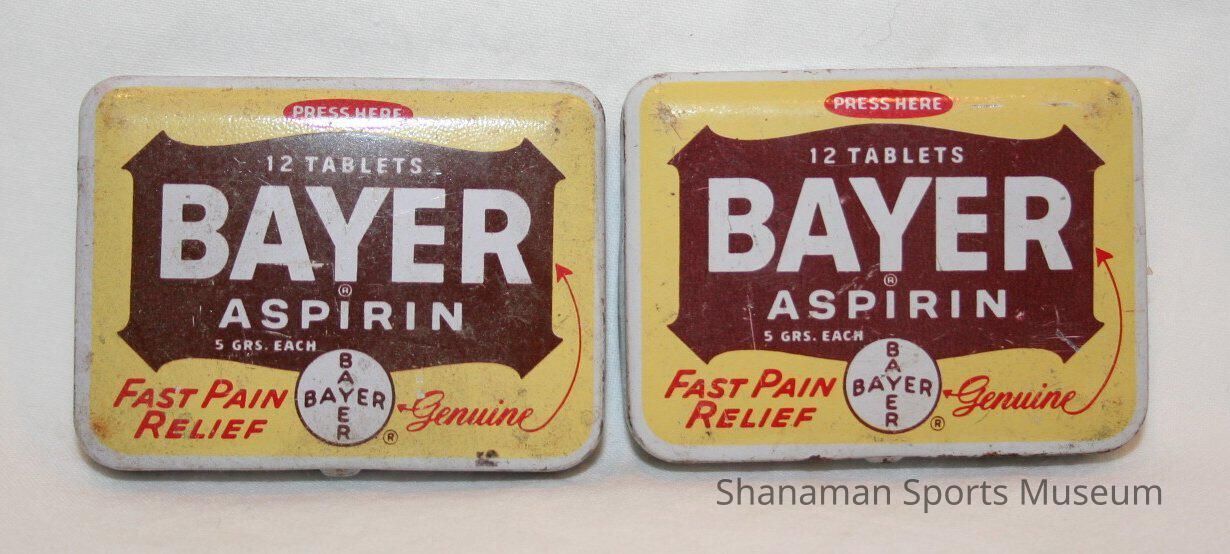 PRESS HERE
12 TABLETS
BAYER
®
ASPIRIN
5 GRS. EACH
FAST PAIN
RELIEF
BAYER
BAYER
®
Genuine
PRESS HERE
12 TABLETS
BAYER
®
ASPIRIN
5 GRS. EACH
FAST PAIN
RELIEF
BAYER
BAYER
®
Genuine
Shanaman Sports Museum